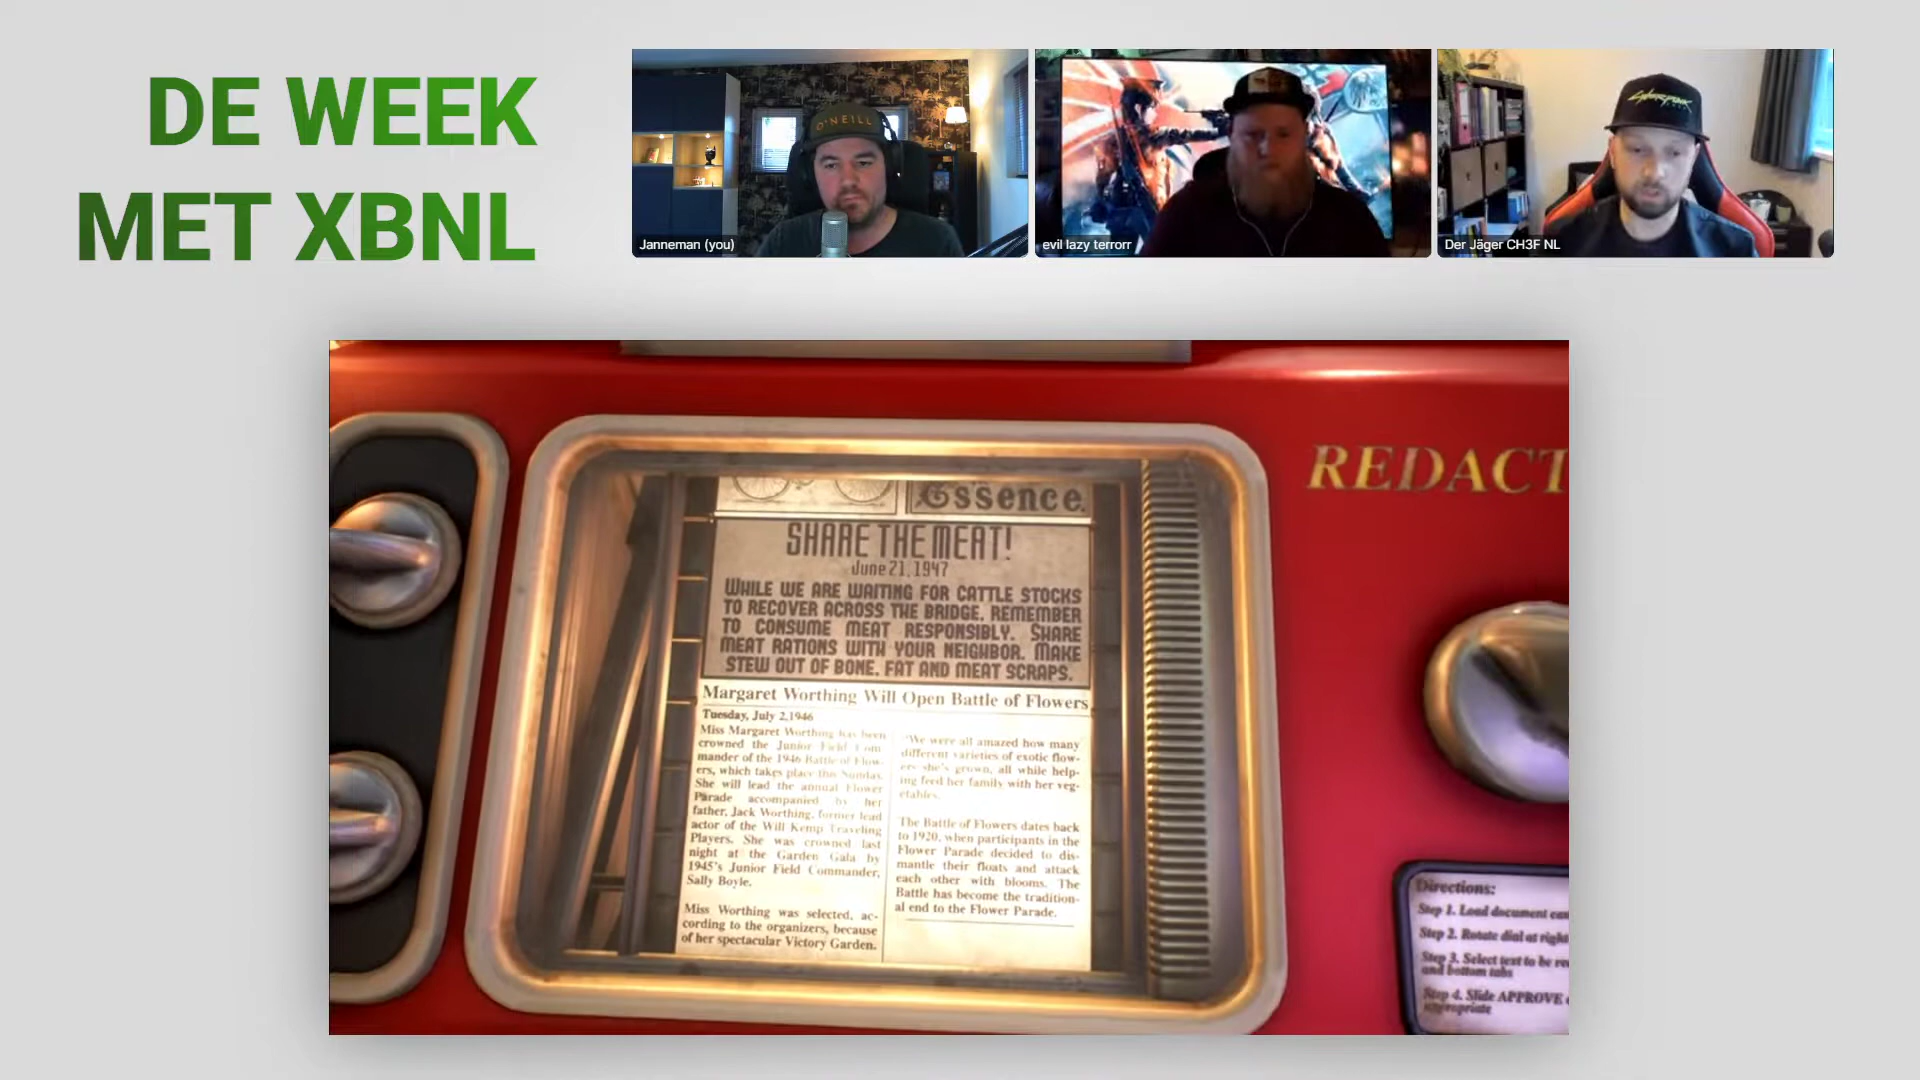 DE WEEK
MET XBNL
O'NEILL
Janneman (you)
evil lazy terrorr
Der Jäger CH3F NL
Essence.
SHARE THE MEAT!
June 21, 1947
WHILE WE ARE WAITING FOR CATTLE STOCKS
TO RECOVER ACROSS THE BRIDGE, REMEMBER
TO CONSUME MEAT RESPONSIBLY. SHARE
MEAT RATIONS WITH YOUR NEIGHBOR. MAKE
STEW OUT OF BONE, FAT AND MEAT SCRAPS.
Margaret Worthing Will Open Battle of Flowers
Tuesday, July 2,1946
Miss Margaret Worthing has been
crowned the Junior Field Com-
mander of the 1946 Battle of Flow-
ers, which takes place this Sunday.
She will lead the annual Flower
Parade accompanied by her
father, Jack Worthing, former lead
actor of the Will Kemp Traveling
Players. She was crowned last
night at the Garden Gala by
1945's Junior Field Commander,
Sally Boyle.
Miss Worthing was selected, ac-
cording to the organizers, because
of her spectacular Victory Garden.
"We were all amazed how many
different varieties of exotic flow-
ers she's grown, all while help-
ing feed her family with her veg-
etables.
The Battle of Flowers dates back
to 1920, when participants in the
Flower Parade decided to dis-
mantle their floats and attack
each other with blooms. The
Battle has become the tradition-
al end to the Flower Parade.
REDACT
Directions:
Step 1. Load document
Step 2. Rotate dial at right
Step 3. Select text to be
and bottom tabs
Step 4. Slide APPROVE
appropriate